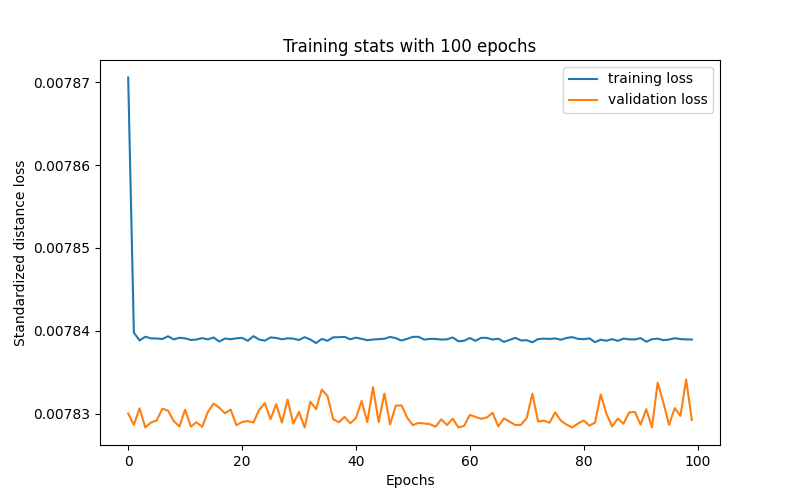 Training stats with 100 epochs
training loss
validation loss
Standardized distance loss
0.00787
0.00786
0.00785
0.00784
0.00783
0
20
40
60
80
100
Epochs